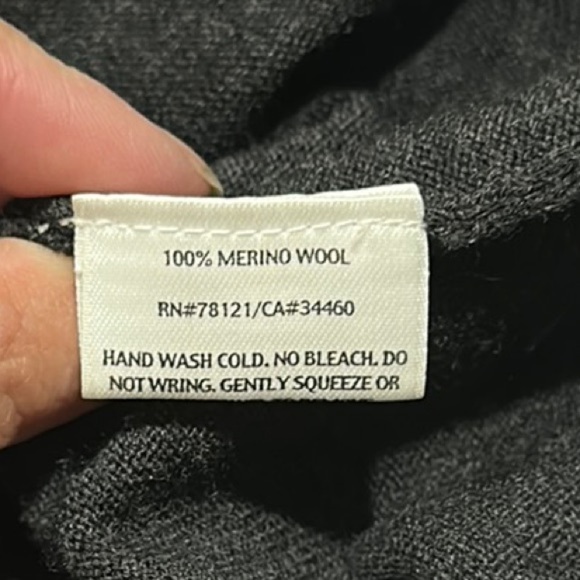 100% MERINO WOOL
RN#78121/CA#34460
HAND WASH COLD. NO BLEACH. DO
NOT WRING. GENTLY SQUEEZE OR